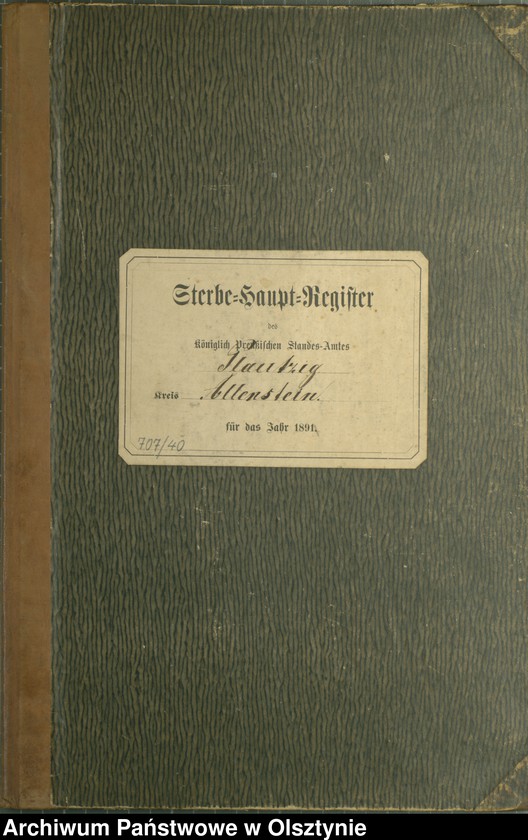 Sterbe-Haupt-Register
des
Königlich Preußischen Standes-Amtes
Plautzig
Kreis Allenstein.
für das Jahr 1891.
707/40
Archiwum Państwowe w Olsztynie